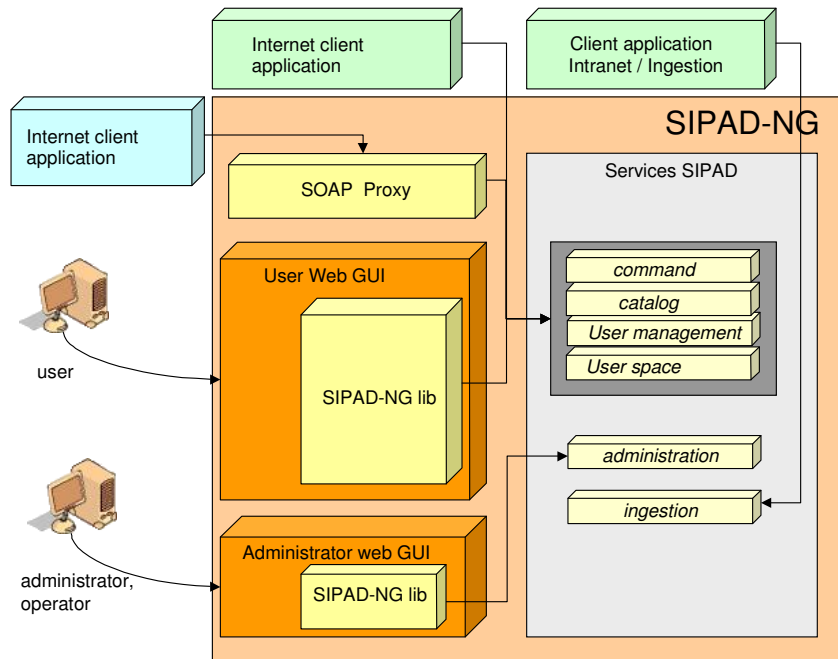 Internet client
application
Client application
Intranet / Ingestion
SIPAD-NG
Internet client
application
SOAP Proxy
Services SIPAD
User Web GUI
command
catalog
User management
User space
SIPAD-NG lib
user
administration
ingestion
Administrator web GUI
SIPAD-NG lib
administrator,
operator